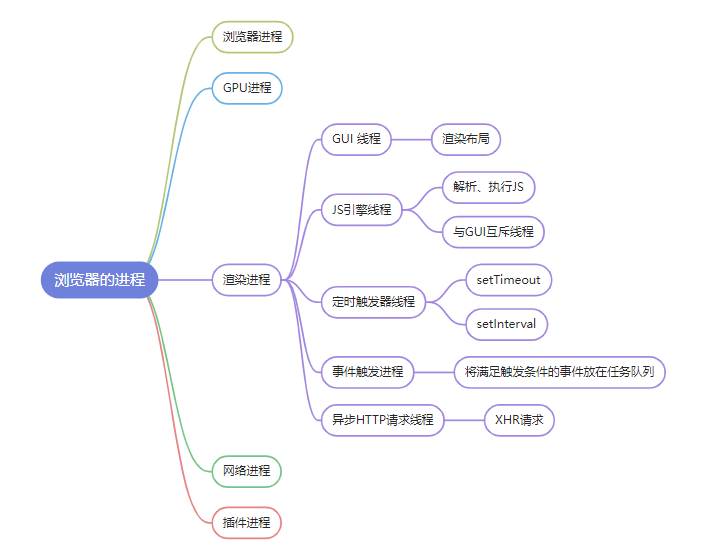 浏览器的进程
浏览器进程
GPU进程
渲染进程
GUI 线程
渲染布局
JS引擎线程
解析、执行JS
与GUI互斥线程
定时触发器线程
setTimeout
setInterval
事件触发进程
将满足触发条件的事件放在任务队列
异步HTTP请求线程
XHR请求
网络进程
插件进程